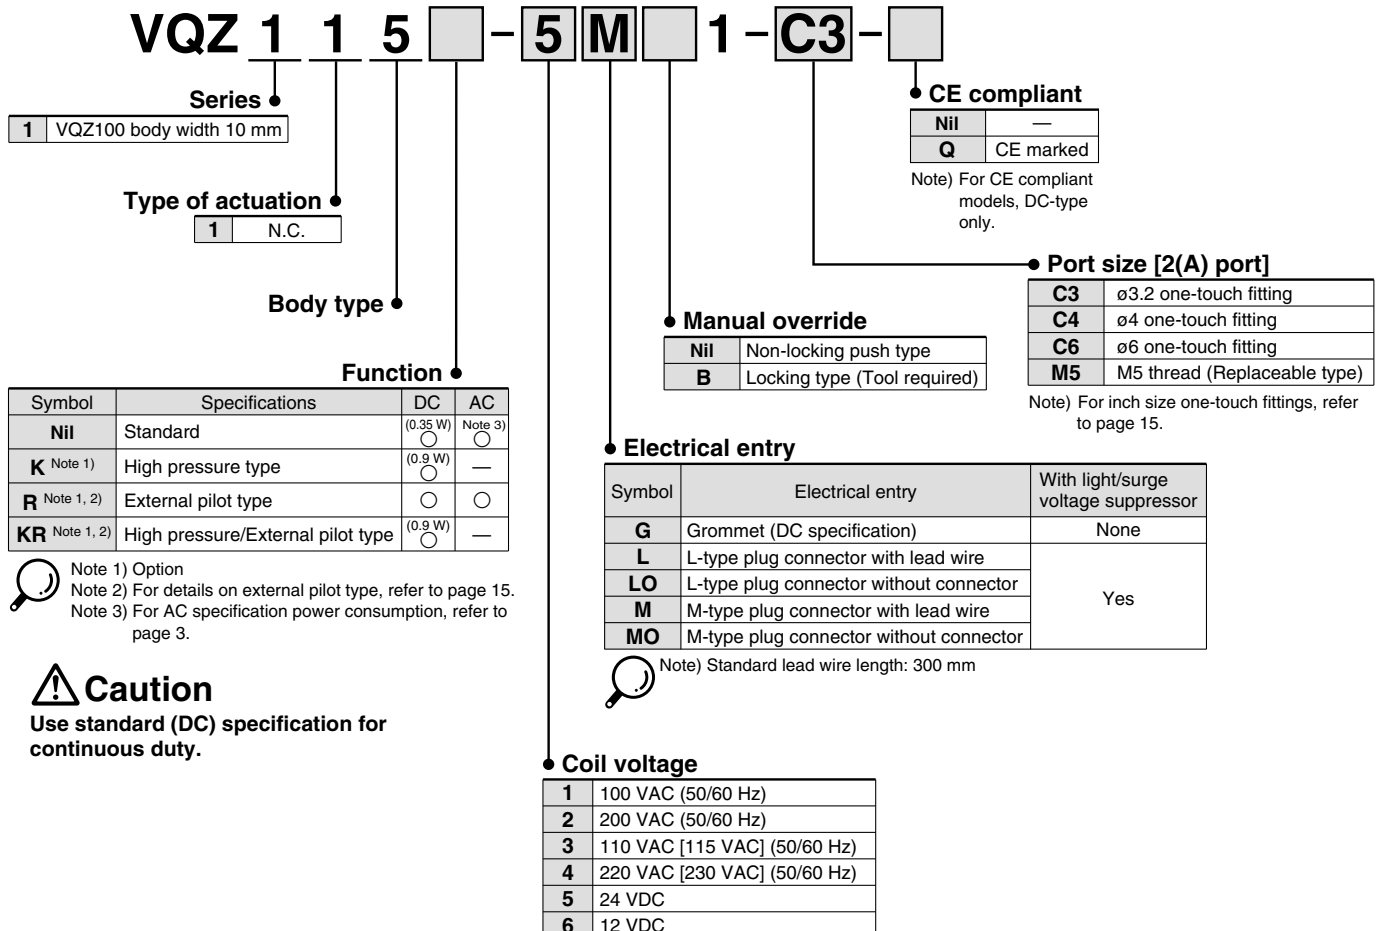 VQZ 1 1 5 - 5 M 1 - C3 -
Series
1 VQZ100 body width 10 mm
Type of actuation
1 N.C.
Body type
Function
Symbol Specifications DC AC
Nil Standard (0.35 W) ○ Note 3) ○
K Note 1) High pressure type (0.9 W) ○ —
R Note 1, 2) External pilot type ○ ○
KR Note 1, 2) High pressure/External pilot type (0.9 W) ○ —
Note 1) Option
Note 2) For details on external pilot type, refer to page 15.
Note 3) For AC specification power consumption, refer to
page 3.
Caution
Use standard (DC) specification for
continuous duty.
CE compliant
Nil —
Q CE marked
Note) For CE compliant
models, DC-type
only.
Port size [2(A) port]
C3 ø3.2 one-touch fitting
C4 ø4 one-touch fitting
C6 ø6 one-touch fitting
M5 M5 thread (Replaceable type)
Note) For inch size one-touch fittings, refer
to page 15.
Manual override
Nil Non-locking push type
B Locking type (Tool required)
Electrical entry
Symbol Electrical entry With light/surge
voltage suppressor
G Grommet (DC specification) None
L L-type plug connector with lead wire
LO L-type plug connector without connector
Yes
M M-type plug connector with lead wire
MO M-type plug connector without connector
Note) Standard lead wire length: 300 mm
Coil voltage
1 100 VAC (50/60 Hz)
2 200 VAC (50/60 Hz)
3 110 VAC [115 VAC] (50/60 Hz)
4 220 VAC [230 VAC] (50/60 Hz)
5 24 VDC
6 12 VDC